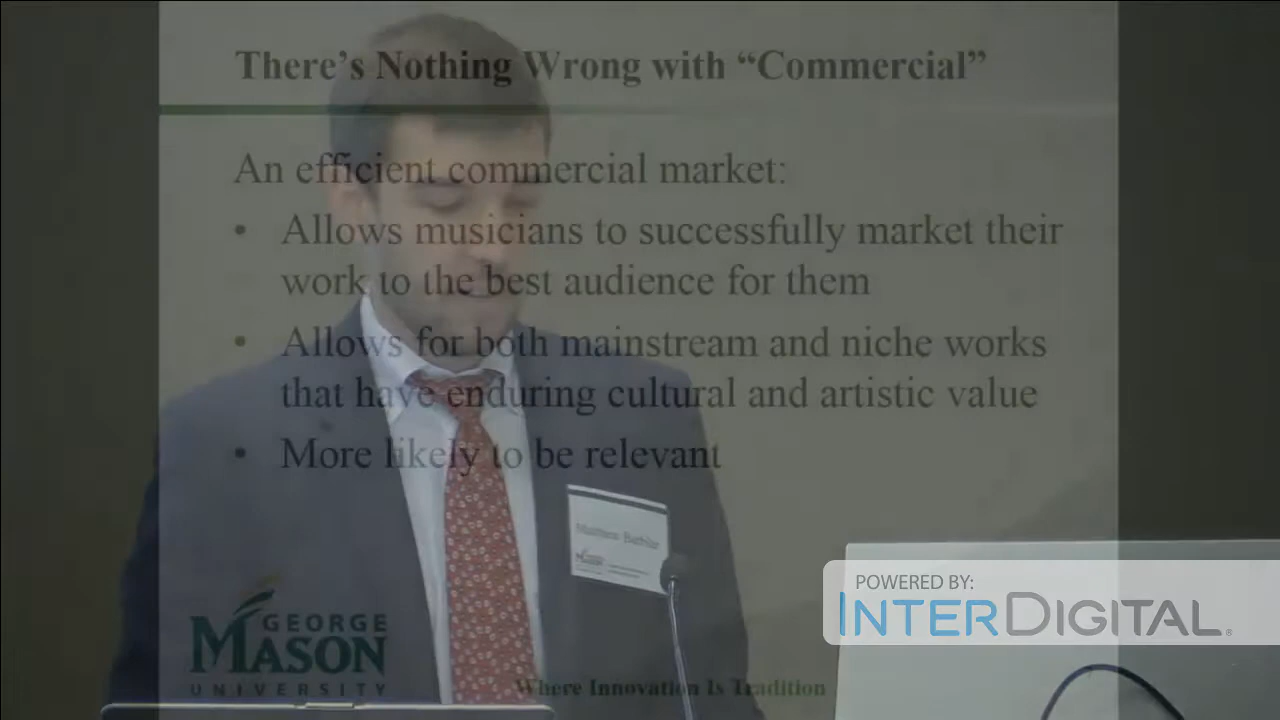 There's Nothing Wrong with “Commercial”
An efficient commercial market:
• Allows musicians to successfully market their
work to the best audience for them
• Allows for both mainstream and niche works
that have enduring cultural and artistic value
• More likely to be relevant
MASON
POWERED BY:
INTERDIGITAL®
GEORGE
MASON
UNIVERSITY
Where Innovation Is Tradition